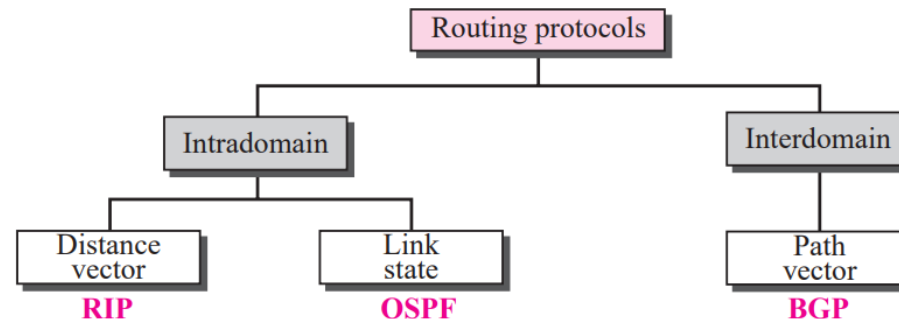 Routing protocols
Intradomain
Interdomain
Distance
vector
Link
state
Path
vector
RIP
OSPF
BGP